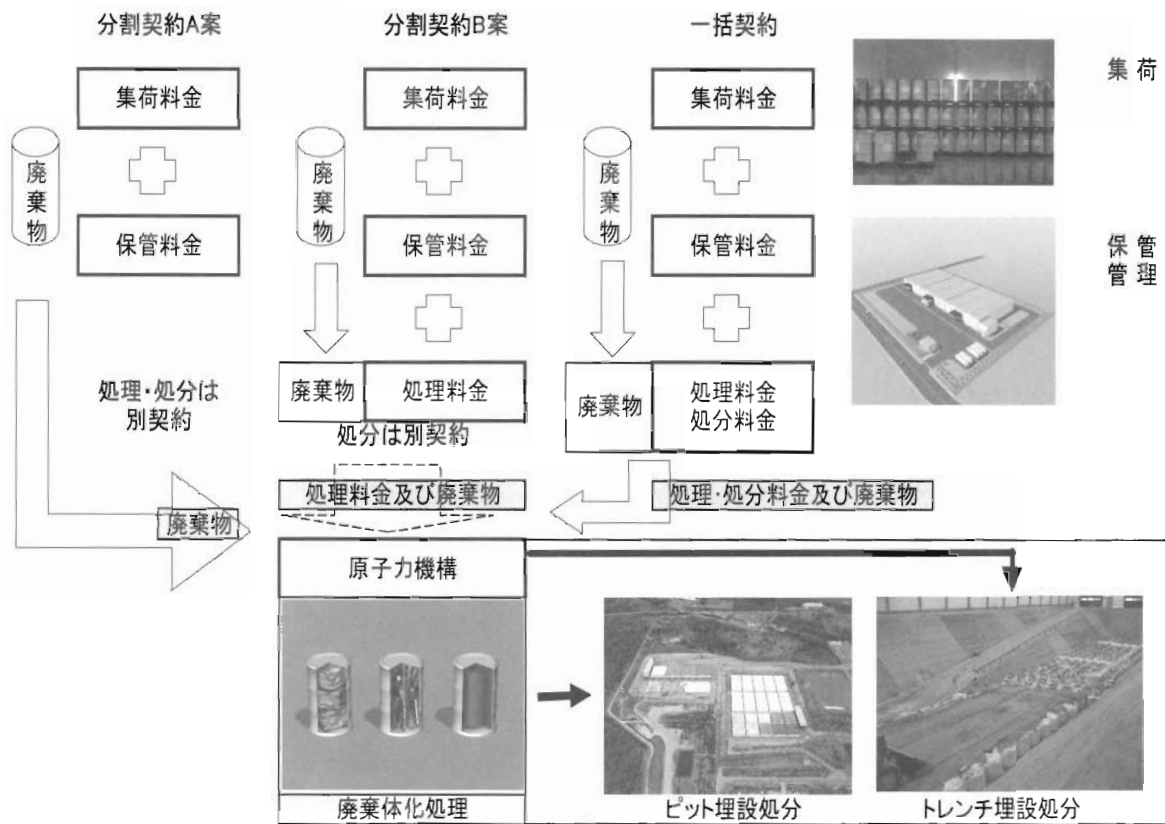 分割契約A案
分割契約B案
一括契約
集荷料金
集荷料金
集荷料金
集荷
廃棄物
廃棄物
廃棄物
保管料金
保管料金
保管料金
保管
管理
処理・処分は
別契約
廃棄物
処理料金
処分は別契約
廃棄物
処理料金
処分料金
廃棄物
処理料金及び廃棄物
処理・処分料金及び廃棄物
原子力機構
廃棄体化処理
ピット埋設処分
トレンチ埋設処分